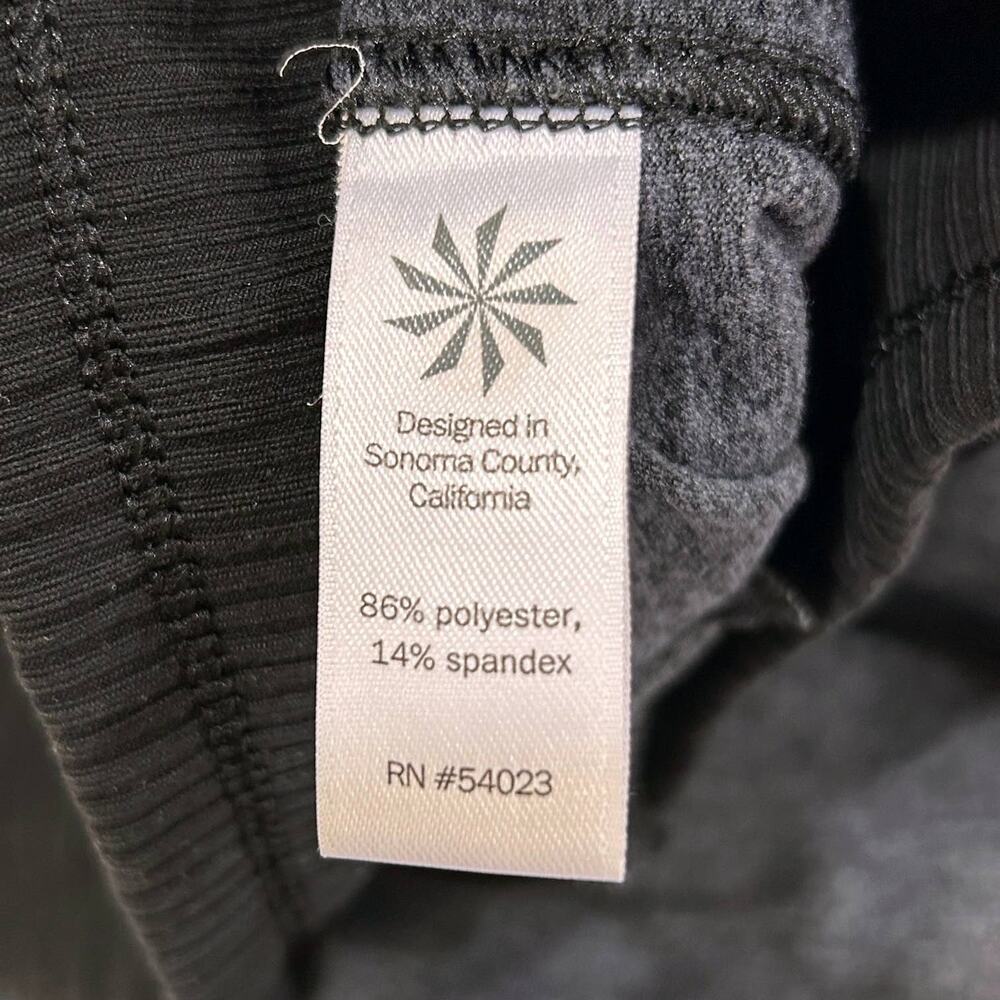 Designed in
Sonoma County,
California
86% polyester,
14% spandex
RN #54023